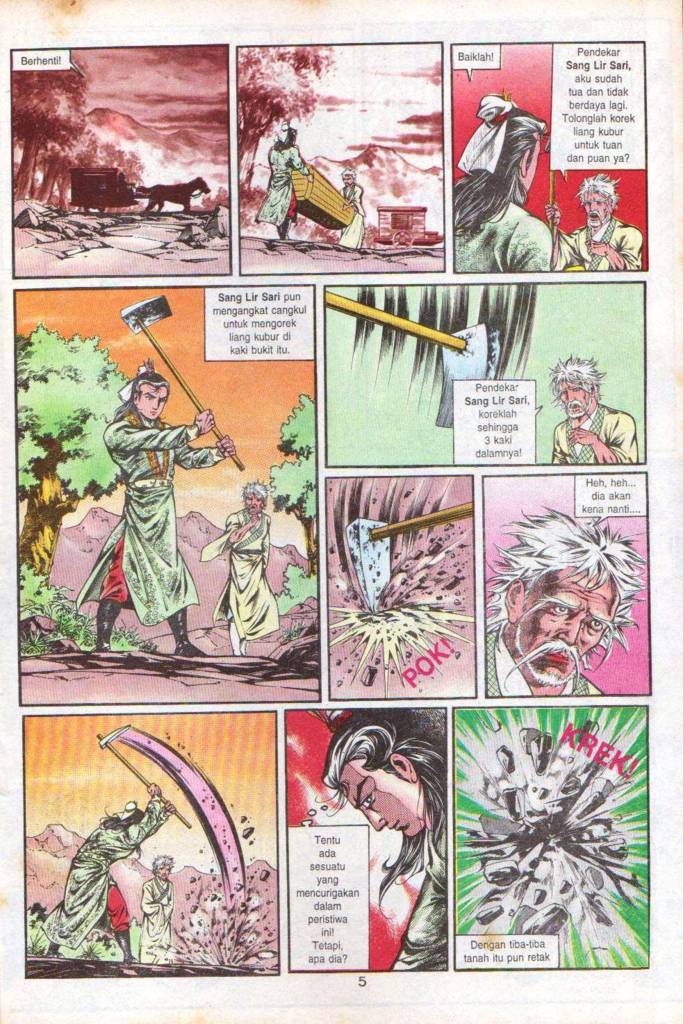 Berhenti!
Baiklah!
Pendekar
Sang Lir Sari,
aku sudah
tua dan tidak
berdaya lagi.
Tolonglah korek
liang kubur
untuk tuan
dan puan ya?
Sang Lir Sari pun
mengangkat cangkul
untuk mengorek
liang kubur di
kaki bukit itu.
Pendekar
Sang Lir Sari,
koreklah
sehingga
3 kaki
dalamnya!
POK!
Heh, heh...
dia akan
kena nanti....
Tentu
ada
sesuatu
yang
mencurigakan
dalam
peristiwa
ini!
Tetapi,
apa dia?
KREK!
Dengan tiba-tiba
tanah itu pun retak
5